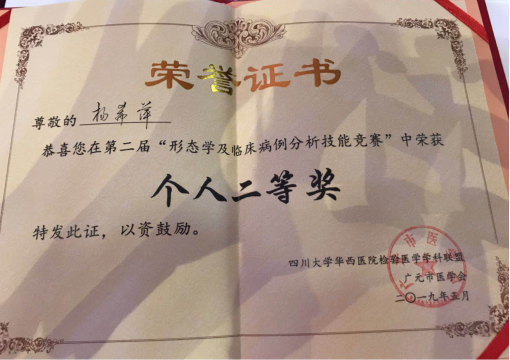 荣誉证书
尊敬的 杨希萍
恭喜您在第二届“形态学及临床病例分析技能竞赛”中荣获
个人二等奖
特发此证，以资鼓励。
四川大学华西医院检验医学学科联盟
广元市医学会
二〇一九年五月